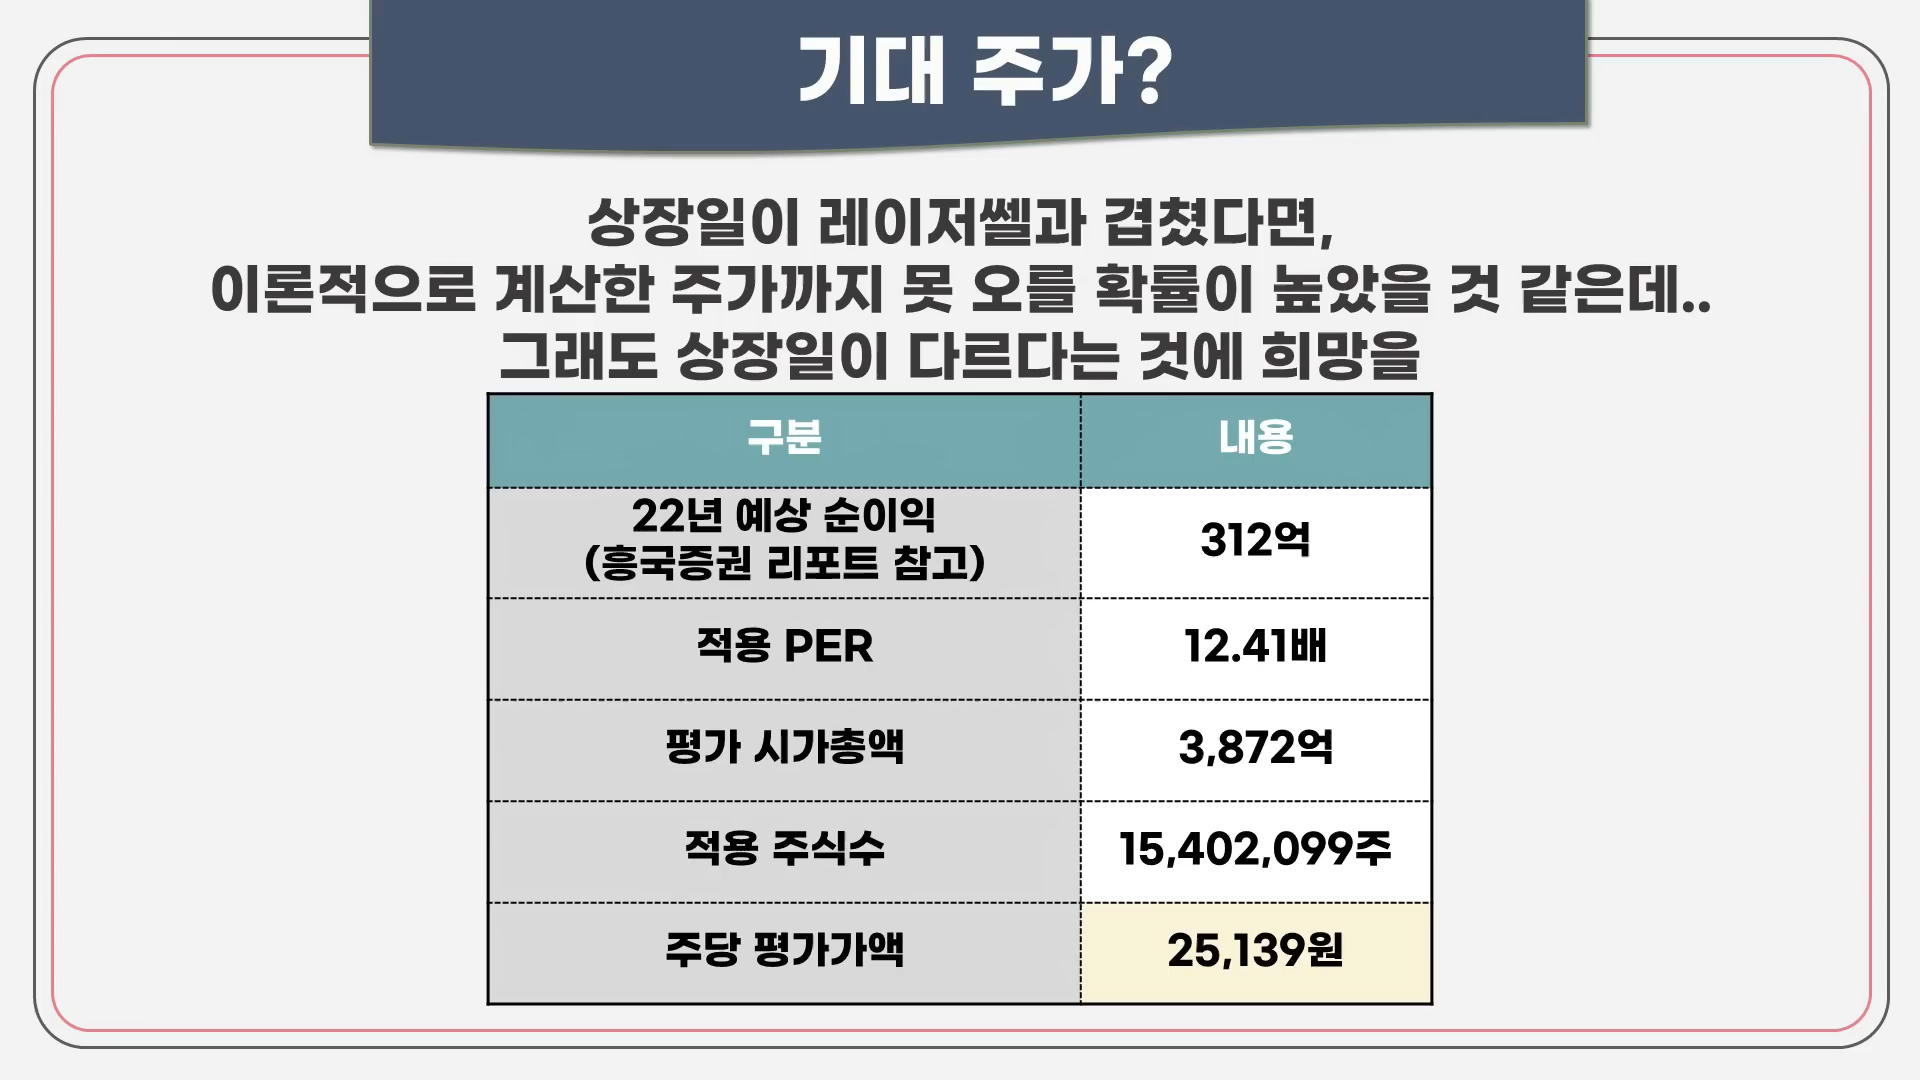 기대 주가?
상장일이 레이저쎌과 겹쳤다면,
이론적으로 계산한 주가까지 못 오를 확률이 높았을 것 같은데..
그래도 상장일이 다르다는 것에 희망을
구분 내용
22년 예상 순이익
(흥국증권 리포트 참고) 312억
적용 PER 12.41배
평가 시가총액 3,872억
적용 주식수 15,402,099주
주당 평가가액 25,139원